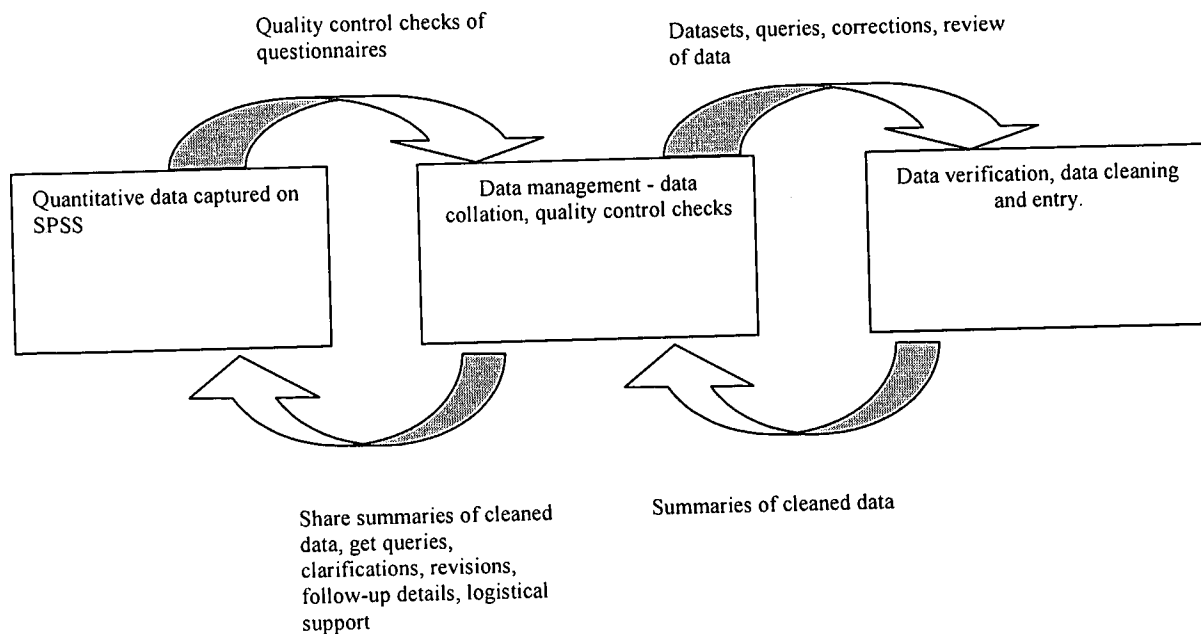 Quality control checks of
questionnaires
Datasets, queries, corrections, review
of data
Quantitative data captured on
SPSS
Data management - data
collation, quality control checks
Data verification, data cleaning
and entry.
Share summaries of cleaned
data, get queries,
clarifications, revisions,
follow-up details, logistical
support
Summaries of cleaned data